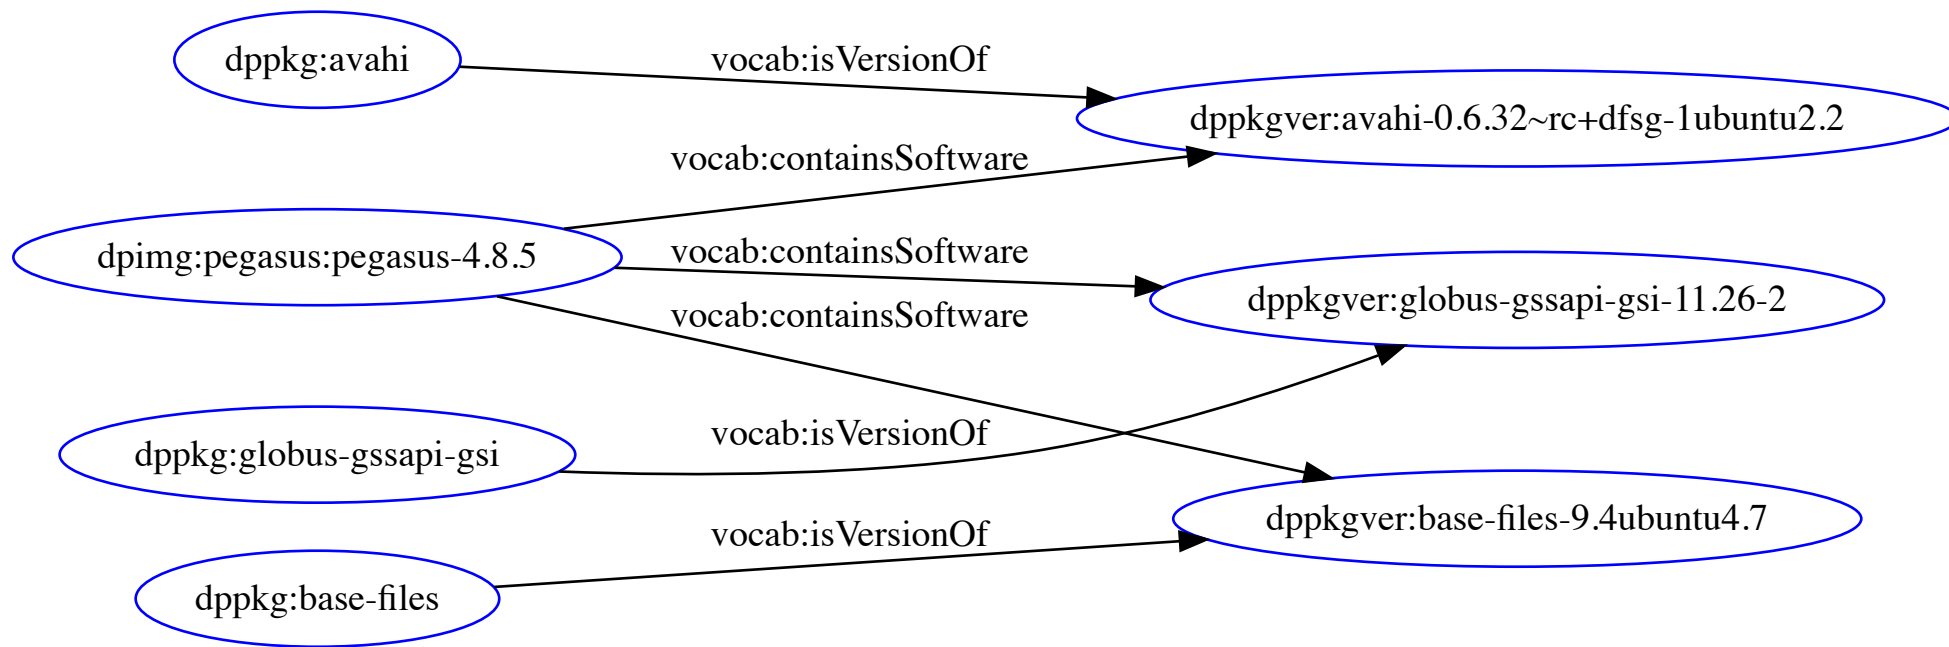 dppkg:avahi
vocab:isVersionOf
dppkgver:avahi-0.6.32~rc+dfsg-1ubuntu2.2
vocab:containsSoftware
dpimg:pegasus:pegasus-4.8.5
vocab:containsSoftware
dppkgver:globus-gssapi-gsi-11.26-2
vocab:containsSoftware
dppkg:globus-gssapi-gsi
vocab:isVersionOf
dppkgver:base-files-9.4ubuntu4.7
vocab:isVersionOf
dppkg:base-files